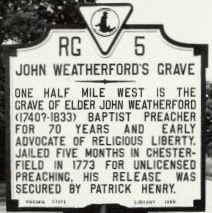 RG 5
JOHN WEATHERFORD'S GRAVE
ONE HALF MILE WEST IS THE
GRAVE OF ELDER JOHN WEATHERFORD
(1740?-1833) BAPTIST PREACHER
FOR 70 YEARS AND EARLY
ADVOCATE OF RELIGIOUS LIBERTY.
JAILED FIVE MONTHS IN CHESTER-
FIELD IN 1773 FOR UNLICENSED
PREACHING, HIS RELEASE WAS
SECURED BY PATRICK HENRY.
VIRGINIA STATE LIBRARY